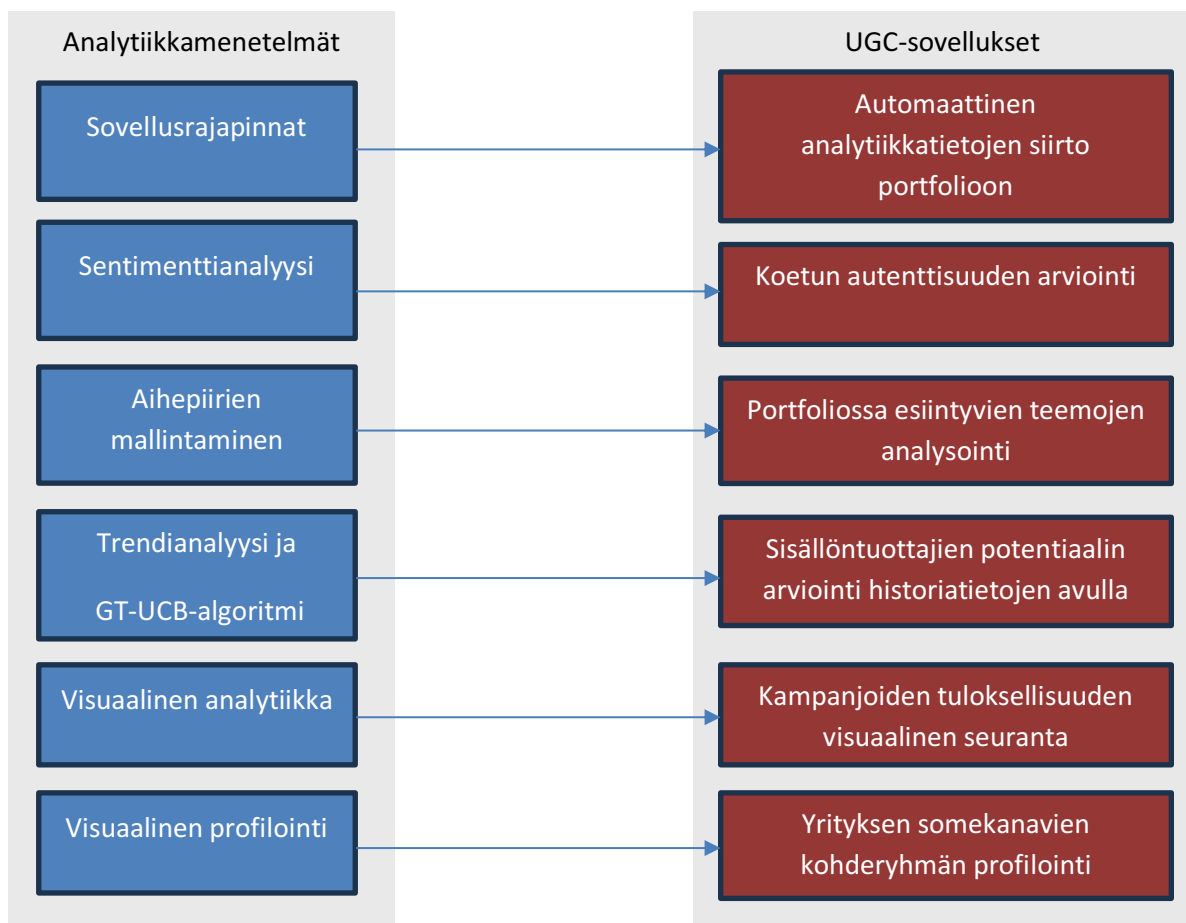 Analytiikkamenetelmät
UGC-sovellukset
Sovellusrajapinnat
Automaattinen
analytiikkatietojen siirto
portfolioon
Sentimenttianalyysi
Koetun autenttisuuden arviointi
Aihepiirien
mallintaminen
Portfoliossa esiintyvien teemojen
analysointi
Trendianalyysi ja
GT-UCB-algoritmi
Sisällöntuottajien potentiaalin
arviointi historiatietojen avulla
Visuaalinen analytiikka
Kampanjoiden tuloksellisuuden
visuaalinen seuranta
Visuaalinen profilointi
Yrityksen somekanavien
kohderyhmän profilointi